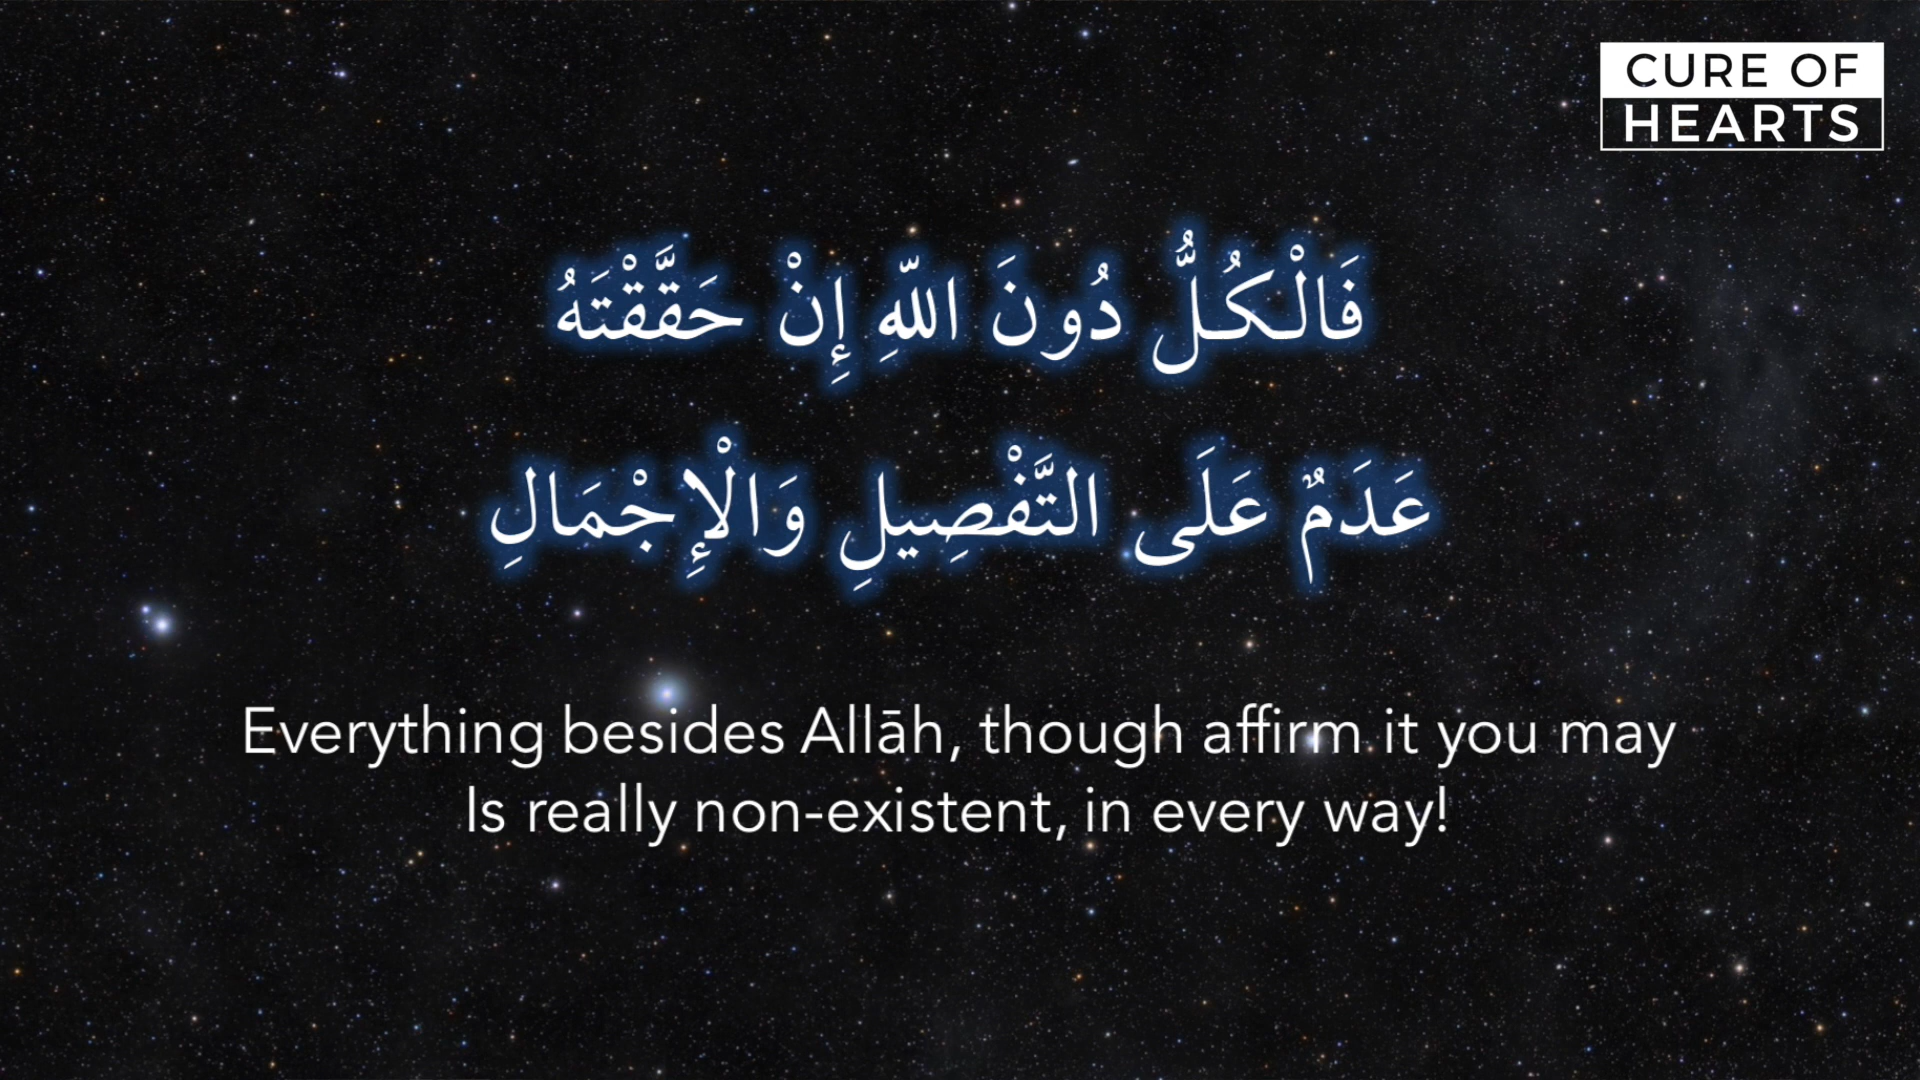 CURE OF
HEARTS
فَالْكُلُّ دُونَ اللّهِ إِنْ حَقَّقْتَهُ
عَدَمٌ عَلَى التَّفْصِيلِ وَالْإِجْمَالِ
Everything besides Allāh, though affirm it you may
Is really non-existent, in every way!